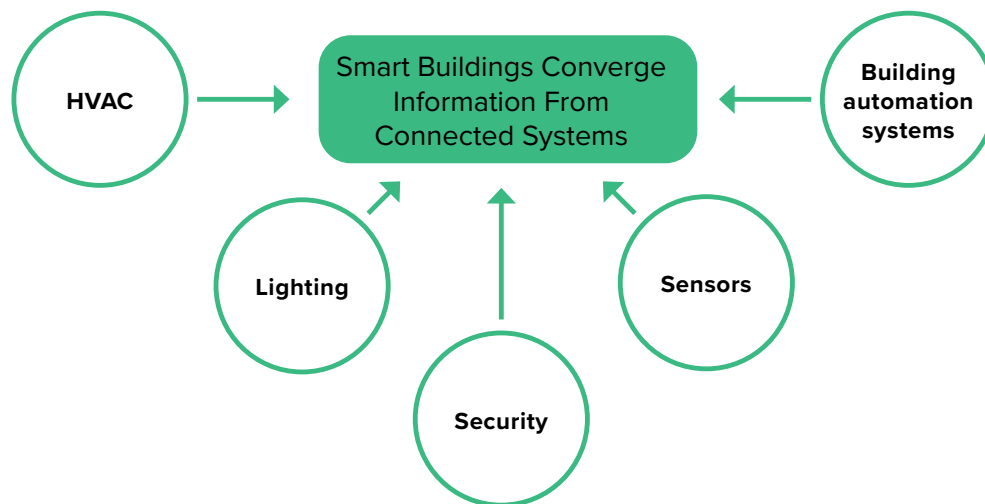 Smart Buildings Converge
Information From
Connected Systems
HVAC
Building
automation
systems
Lighting
Sensors
Security